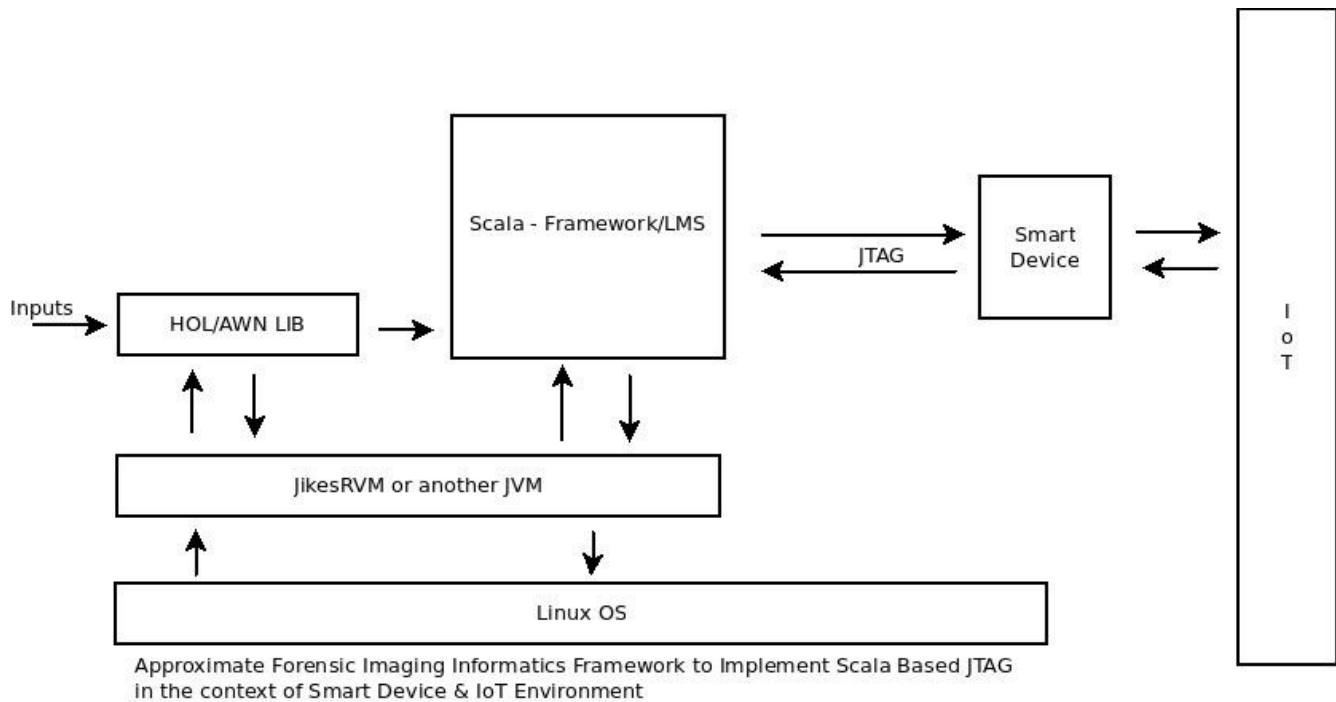 Scala - Framework/LMS
Smart
Device
JTAG
Inputs
HOL/AWN LIB
I
o
T
JikesRVM or another JVM
Linux OS
Approximate Forensic Imaging Informatics Framework to Implement Scala Based JTAG
in the context of Smart Device & IoT Environment